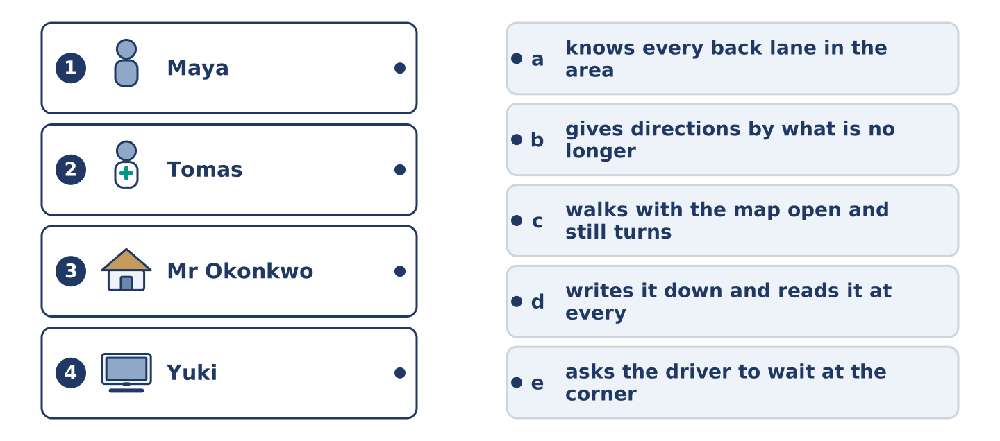 1 Maya
2 Tomas
3 Mr Okonkwo
4 Yuki
a knows every back lane in the
area
b gives directions by what is no
longer
c walks with the map open and
still turns
d writes it down and reads it at
every
e asks the driver to wait at the
corner